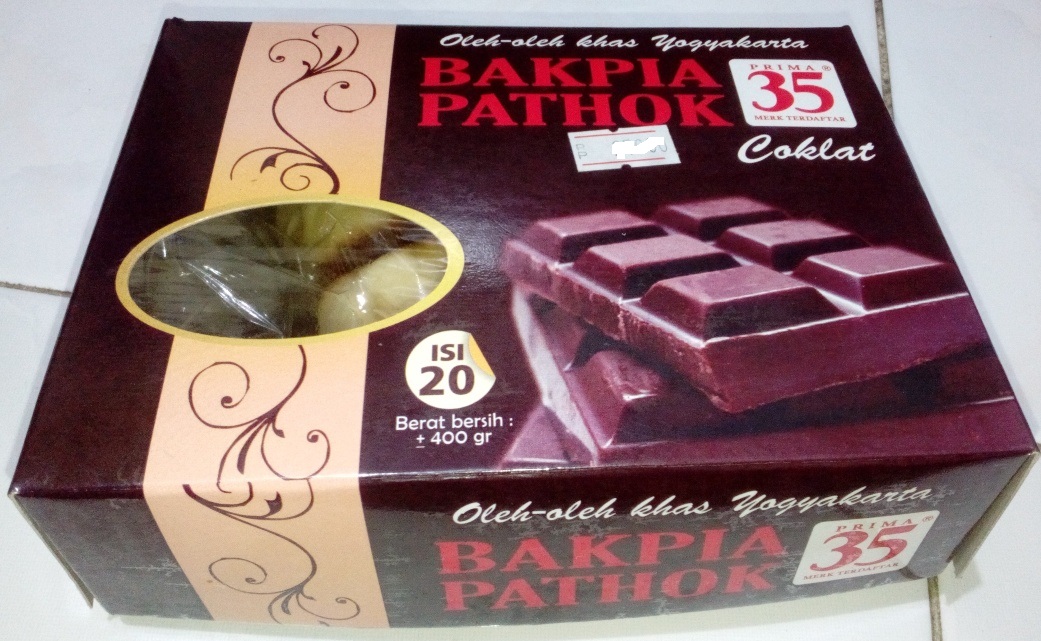 Oleh-oleh khas Yogyakarta
BAKPIA
PATHOK
PRIMA ®
35
MERK TERDAFTAR
Coklat
ISI
20
Berat bersih :
± 400 gr
Oleh-oleh khas Yogyakarta
BAKPIA
PATHOK
PRIMA ®
35
MERK TERDAFTAR